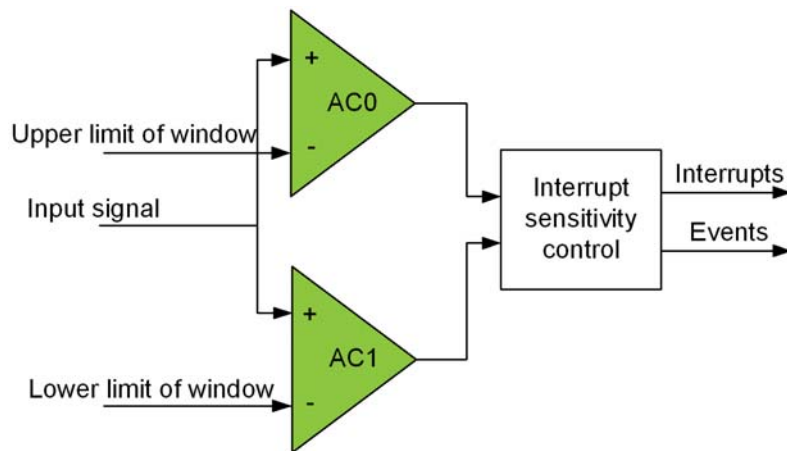 +
AC0
-
Upper limit of window
Input signal
+
AC1
-
Lower limit of window
Interrupt
sensitivity
control
Interrupts
Events